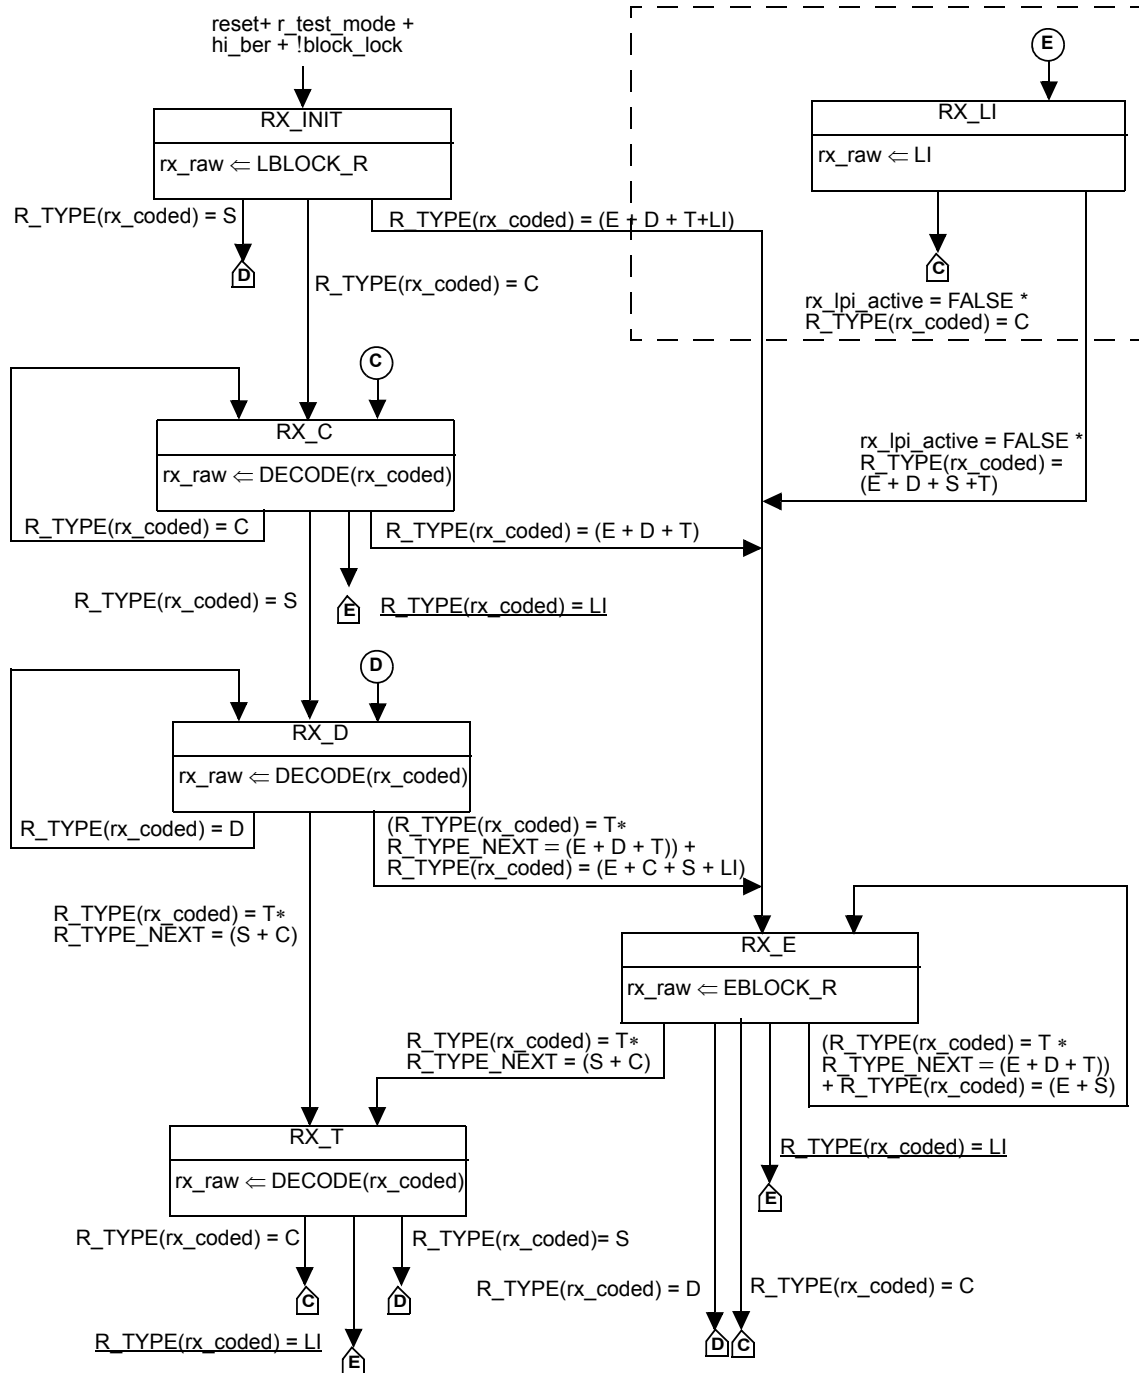 reset+ r_test_mode +
hi_ber + !block_lock
RX_INIT
rx_raw ⇐ LBLOCK_R
R_TYPE(rx_coded) = S
D
R_TYPE(rx_coded) = C
R_TYPE(rx_coded) = (E + D + T+LI)
E
RX_LI
rx_raw ⇐ LI
C
rx_lpi_active = FALSE *
R_TYPE(rx_coded) = C
rx_lpi_active = FALSE *
R_TYPE(rx_coded) =
(E + D + S +T)
C
RX_C
rx_raw ⇐ DECODE(rx_coded)
R_TYPE(rx_coded) = C
R_TYPE(rx_coded) = (E + D + T)
R_TYPE(rx_coded) = S
E
R_TYPE(rx_coded) = LI
D
RX_D
rx_raw ⇐ DECODE(rx_coded)
R_TYPE(rx_coded) = D
(R_TYPE(rx_coded) = T∗
R_TYPE_NEXT = (E + D + T)) +
R_TYPE(rx_coded) = (E + C + S + LI)
R_TYPE(rx_coded) = T∗
R_TYPE_NEXT = (S + C)
RX_E
rx_raw ⇐ EBLOCK_R
R_TYPE(rx_coded) = T∗
R_TYPE_NEXT = (S + C)
(R_TYPE(rx_coded) = T ∗
R_TYPE_NEXT = (E + D + T))
+ R_TYPE(rx_coded) = (E + S)
R_TYPE(rx_coded) = LI
E
RX_T
rx_raw ⇐ DECODE(rx_coded)
R_TYPE(rx_coded) = C
R_TYPE(rx_coded)= S
C
D
R_TYPE(rx_coded) = LI
E
R_TYPE(rx_coded) = D
R_TYPE(rx_coded) = C
D
C